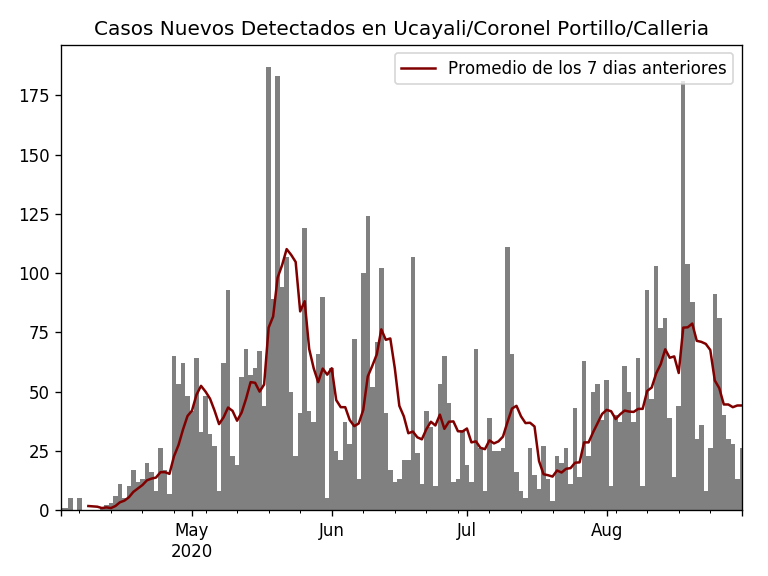 Casos Nuevos Detectados en Ucayali/Coronel Portillo/Calleria
Promedio de los 7 dias anteriores
175
150
125
100
75
50
25
0
May
2020
Jun
Jul
Aug